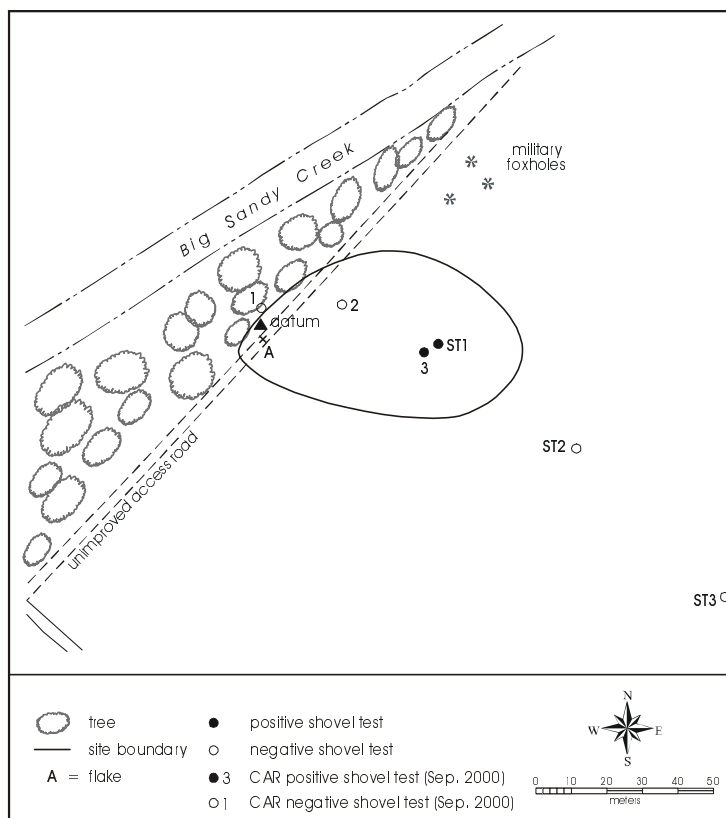 military
foxholes
Big Sandy Creek
1
2
datum
A
ST1
3
ST2
unimproved access road
ST3
tree
site boundary
A = flake
positive shovel test
negative shovel test
3 CAR positive shovel test (Sep. 2000)
1 CAR negative shovel test (Sep. 2000)
N
W E
S
0 10 20 30 40 50
meters